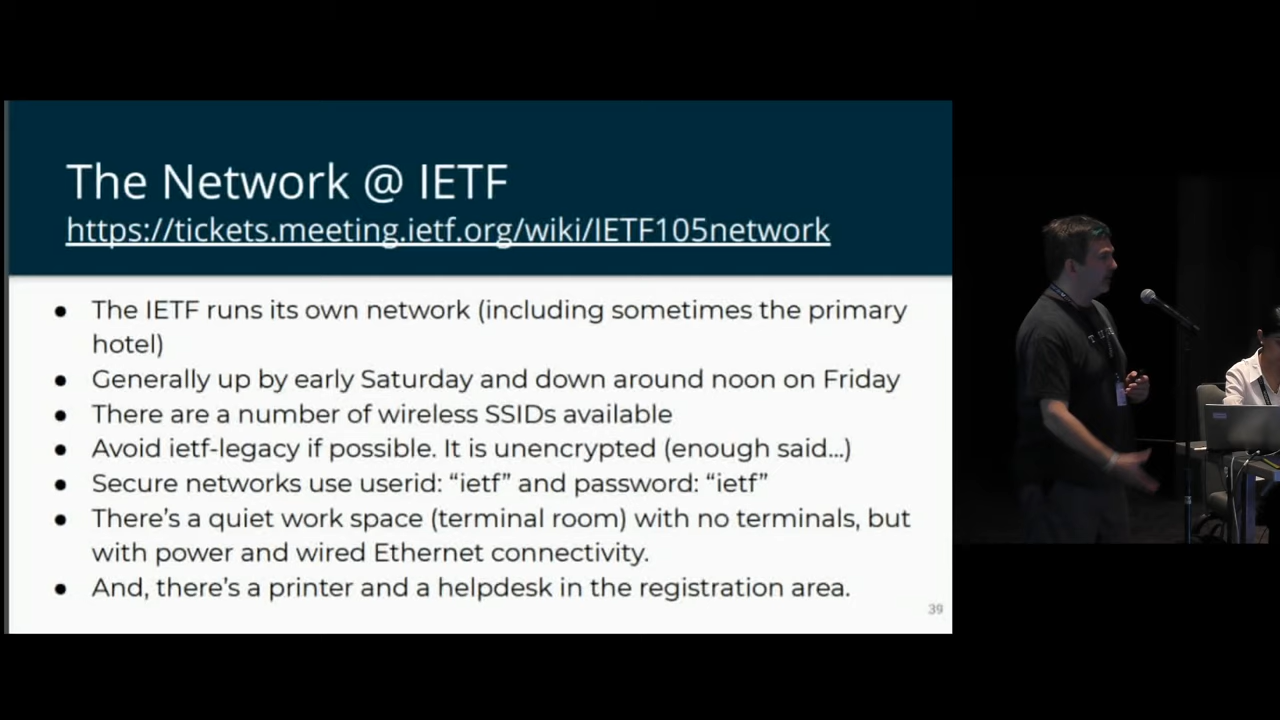 The Network @ IETF
https://tickets.meeting.ietf.org/wiki/IETF105network
● The IETF runs its own network (including sometimes the primary
hotel)
● Generally up by early Saturday and down around noon on Friday
● There are a number of wireless SSIDs available
● Avoid ietf-legacy if possible. It is unencrypted (enough said...)
● Secure networks use userid: “ietf” and password: “ietf”
● There’s a quiet work space (terminal room) with no terminals, but
with power and wired Ethernet connectivity.
● And, there’s a printer and a helpdesk in the registration area.
39